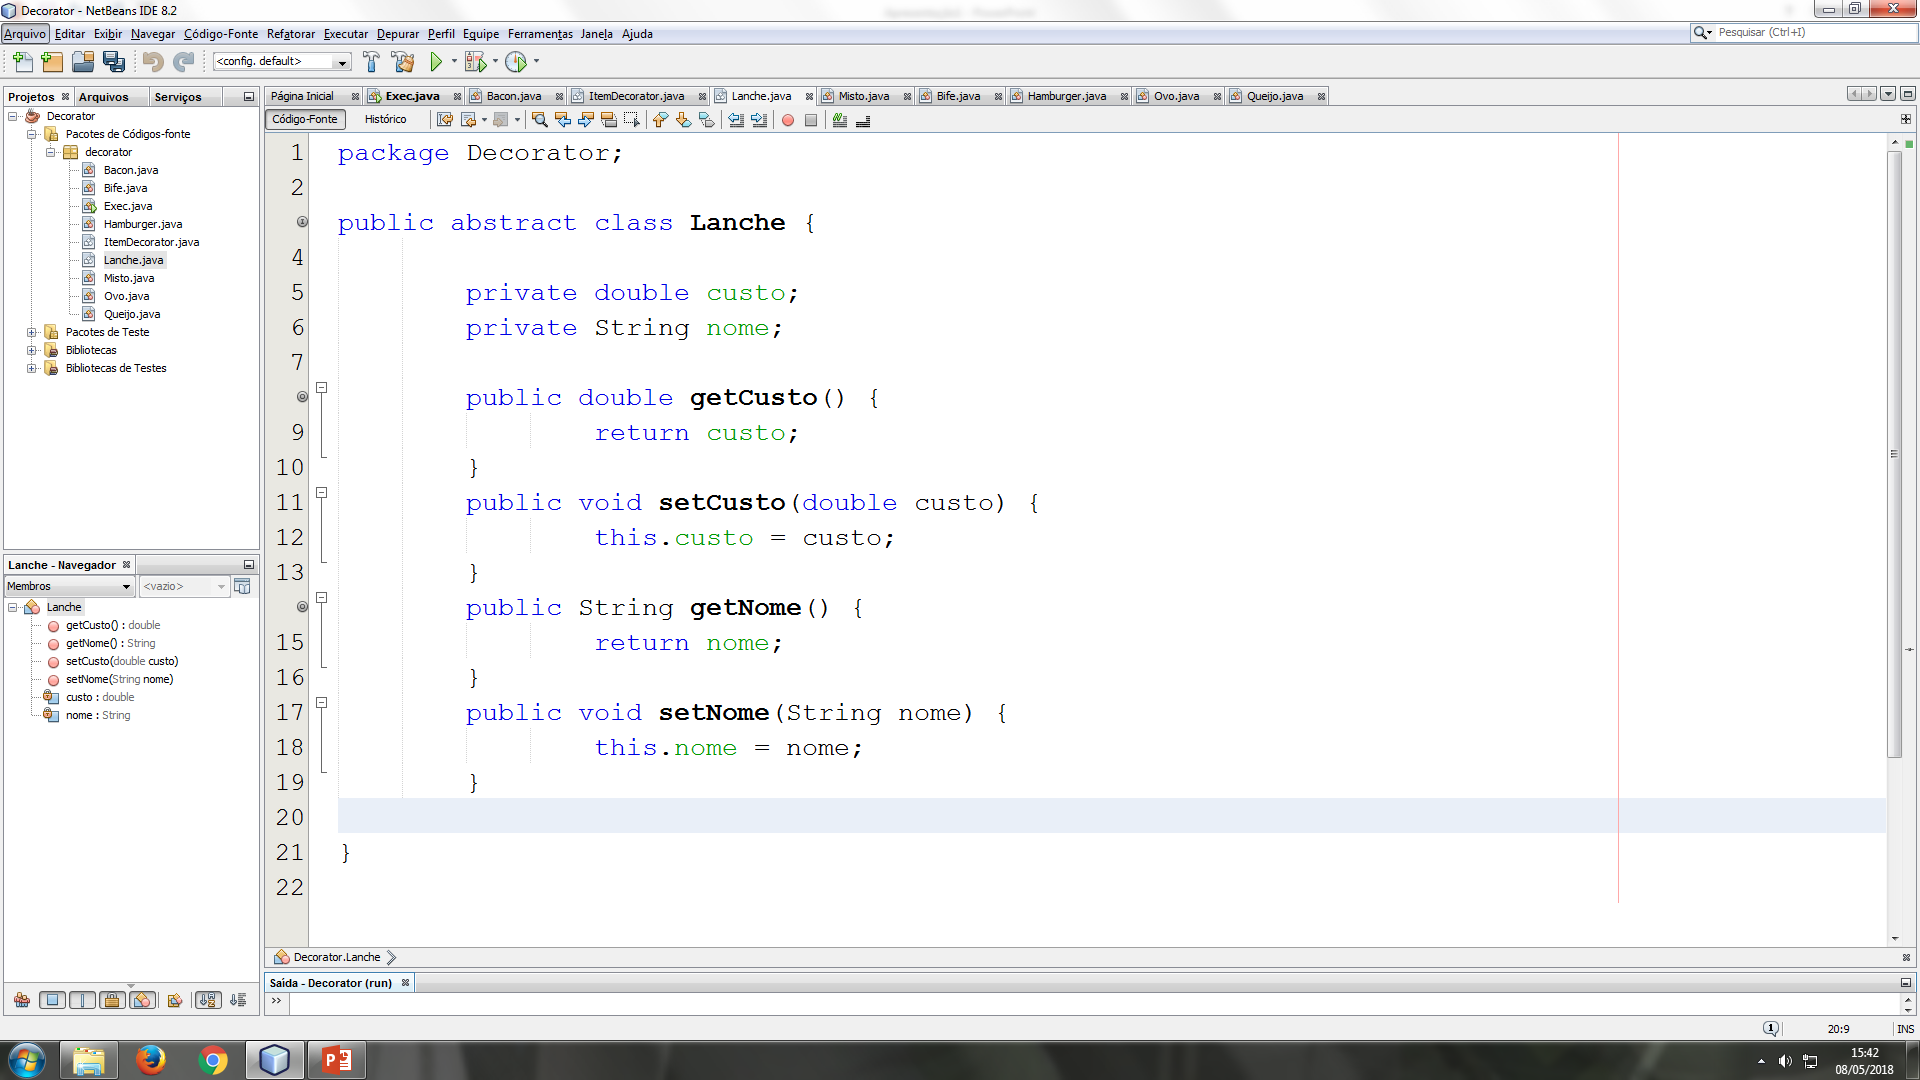 Decorator - NetBeans IDE 8.2
Arquivo Editar Exibir Navegar Código-Fonte Refatorar Executar Depurar Perfil Equipe Ferramentas Janela Ajuda
Pesquisar (Ctrl+I)
<config. default>
Projetos Arquivos Serviços
Página Inicial Exec.java Bacon.java ItemDecorator.java Lanche.java Misto.java Bife.java Hamburger.java Ovo.java Queijo.java
Código-Fonte Histórico
Decorator
Pacotes de Códigos-fonte
decorator
Bacon.java
Bife.java
Exec.java
Hamburger.java
ItemDecorator.java
Lanche.java
Misto.java
Ovo.java
Queijo.java
Pacotes de Teste
Bibliotecas
Bibliotecas de Testes
Lanche - Navegador
Membros <vazio>
Lanche
getCusto() : double
getNome() : String
setCusto(double custo)
setNome(String nome)
custo : double
nome : String
1 package Decorator;
2
public abstract class Lanche {
4
5 private double custo;
6 private String nome;
7
public double getCusto() {
9 return custo;
10 }
11 public void setCusto(double custo) {
12 this.custo = custo;
13 }
public String getNome() {
15 return nome;
16 }
17 public void setNome(String nome) {
18 this.nome = nome;
19 }
20
21 }
22
Decorator.Lanche
Saída - Decorator (run)
>>
1 20:9 INS
15:42
08/05/2018